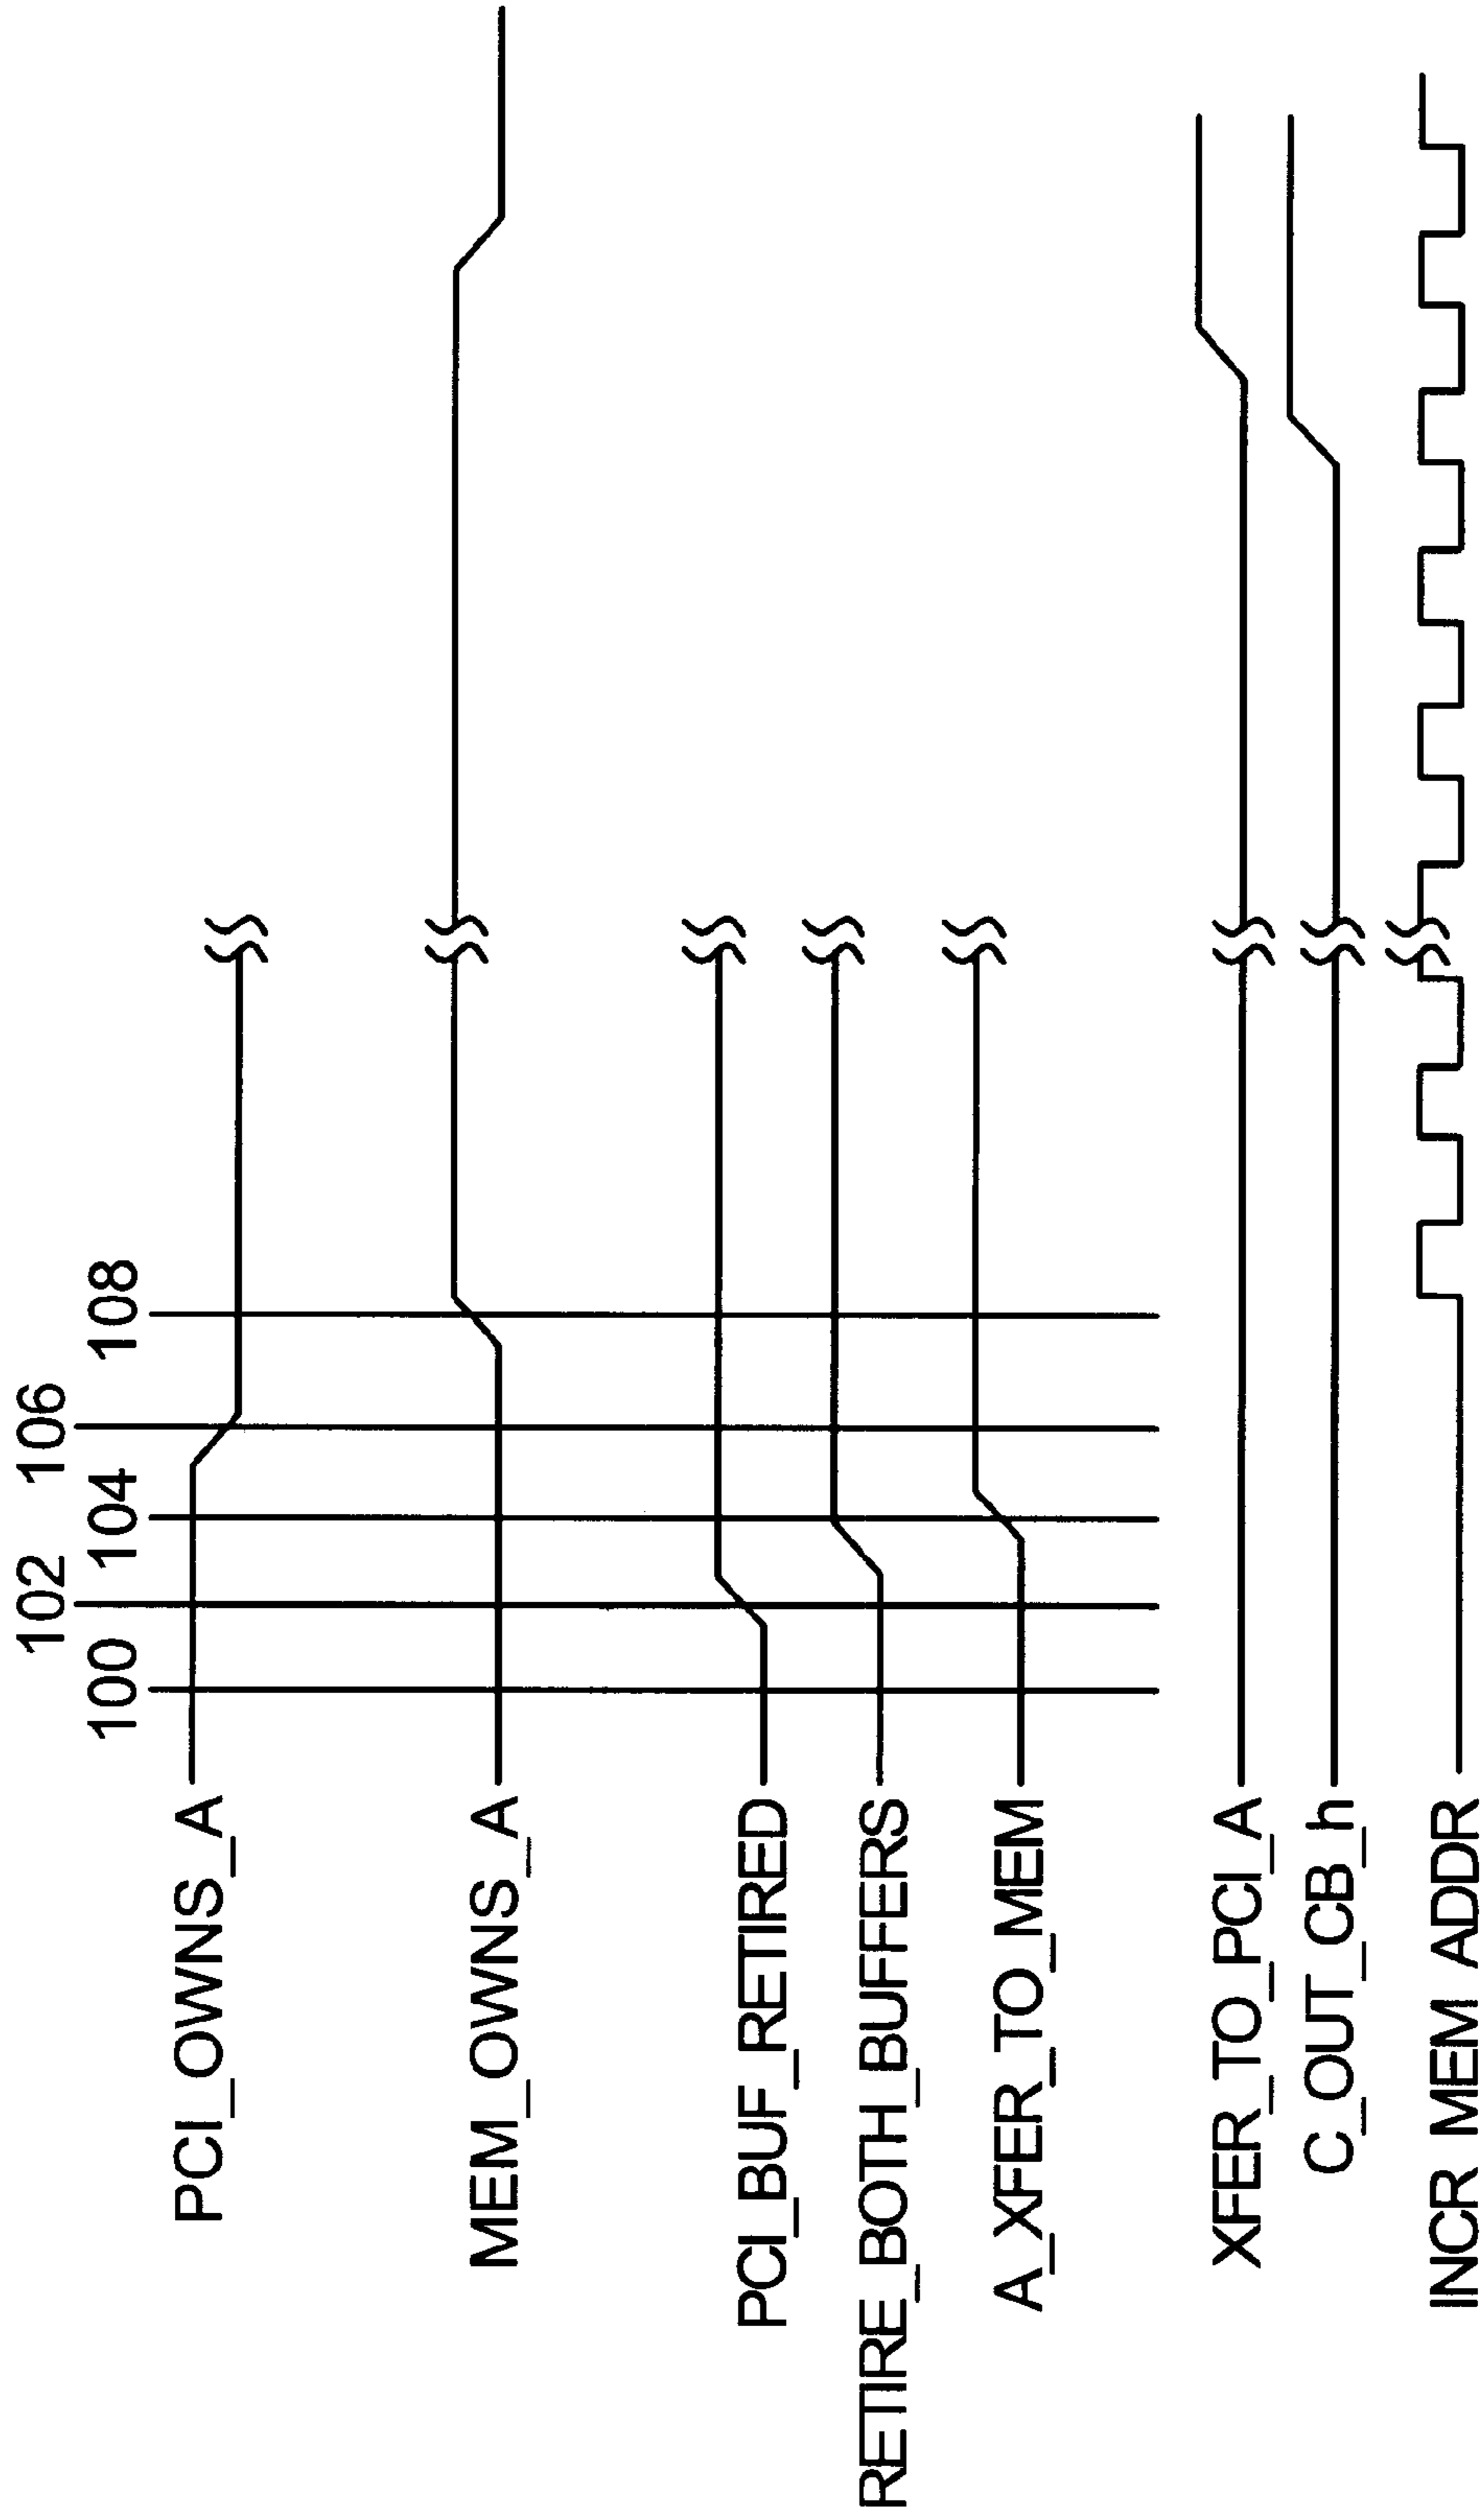 100
102
104
106
108
PCI_OWNS_A
MEM_OWNS_A
PCI_BUF_RETIRED
RETIRE_BOTH_BUFFERS
A_XFER_TO_MEM
XFER_TO_PCI_A
C_OUT_CB_h
INCR MEM ADDR